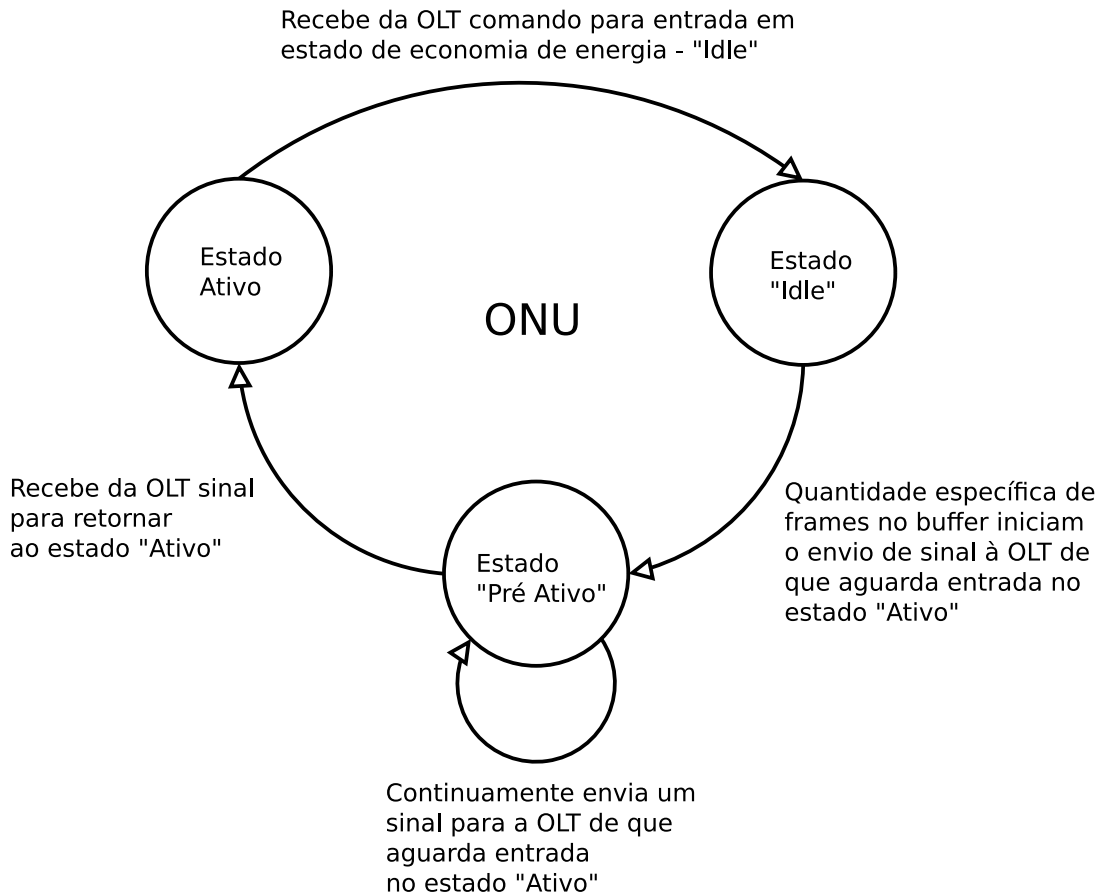 Recebe da OLT comando para entrada em
estado de economia de energia - "Idle"
Estado
Ativo
Estado
"Idle"
ONU
Recebe da OLT sinal
para retornar
ao estado "Ativo"
Estado
"Pré Ativo"
Quantidade específica de
frames no buffer iniciam
o envio de sinal à OLT de
que aguarda entrada no
estado "Ativo"
Continuamente envia um
sinal para a OLT de que
aguarda entrada
no estado "Ativo"